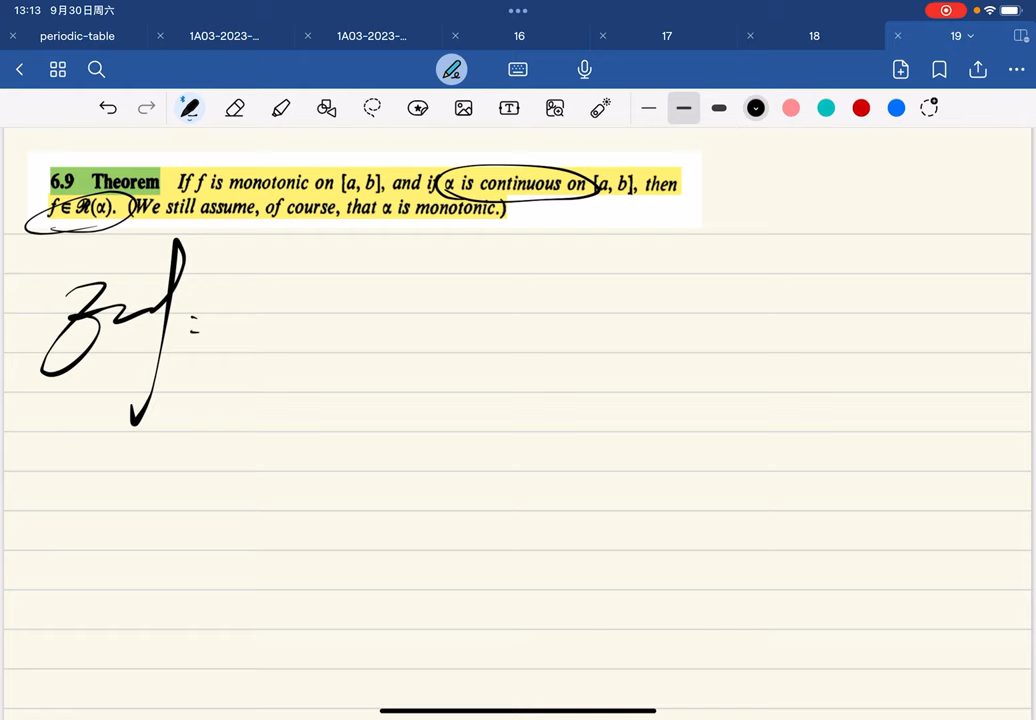 13:13 9月30日周六
periodic-table 1A03-2023-... 1A03-2023-... 16 17 18 19
6.9 Theorem If f is monotonic on [a, b], and if α is continuous on [a, b], then
f ∈ ℛ(α). (We still assume, of course, that α is monotonic.)